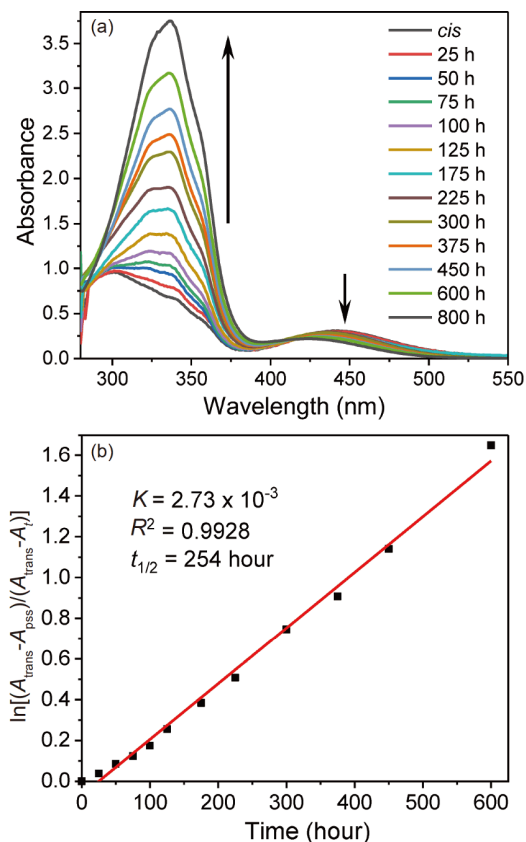 (a)
cis
25 h
50 h
75 h
100 h
125 h
175 h
225 h
300 h
375 h
450 h
600 h
800 h
Absorbance
3.5
3.0
2.5
2.0
1.5
1.0
0.5
0.0
300 350 400 450 500 550
Wavelength (nm)
(b)
K = 2.73 x 10⁻³
R² = 0.9928
t₁/₂ = 254 hour
ln[(A_trans-A_pss)/(A_trans-A_t)]
1.6
1.4
1.2
1.0
0.8
0.6
0.4
0.2
0.0
0 100 200 300 400 500 600
Time (hour)